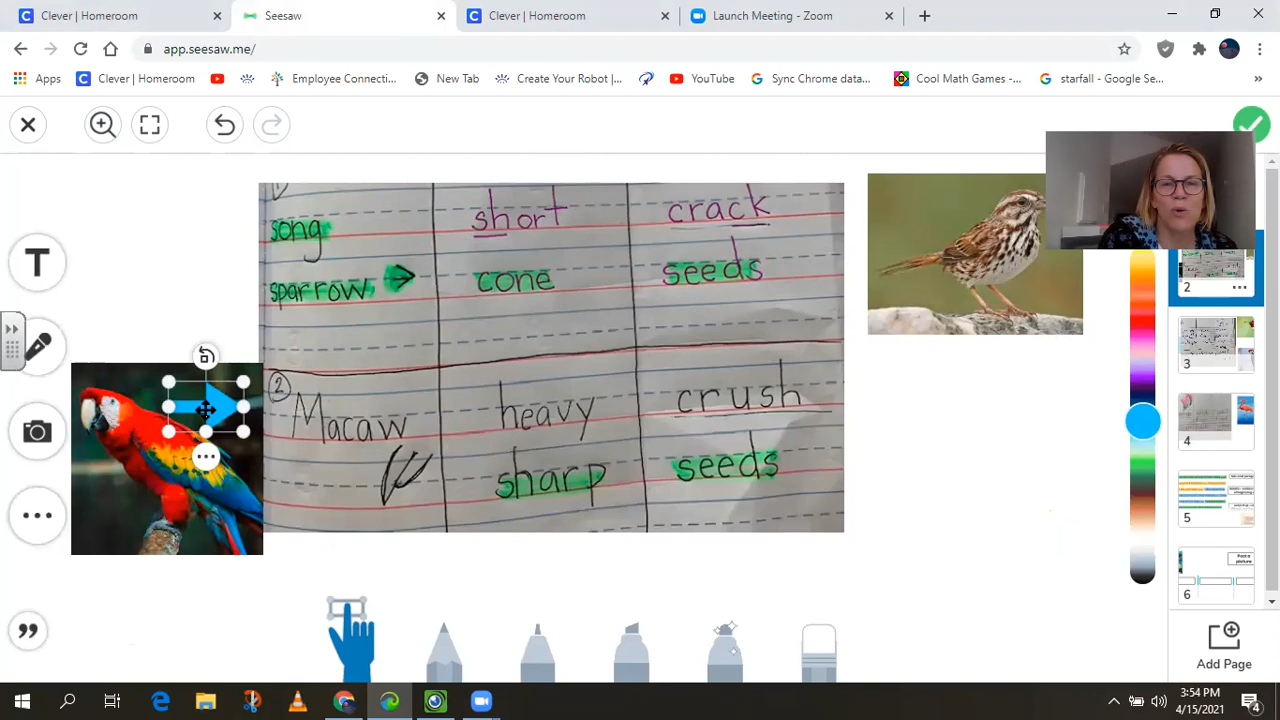 Clever | Homeroom
Seesaw
Clever | Homeroom
Launch Meeting - Zoom
app.seesaw.me/
Apps
Clever | Homeroom
Employee Connecti...
New Tab
Create Your Robot |...
YouTube
Sync Chrome data...
Cool Math Games -...
starfall - Google Se...
»
T
1
song short crack
sparrow → cone seeds
2 Macaw heavy crush
sharp seeds
2
3
4
5
6
Add Page
3:54 PM
4/15/2021
4